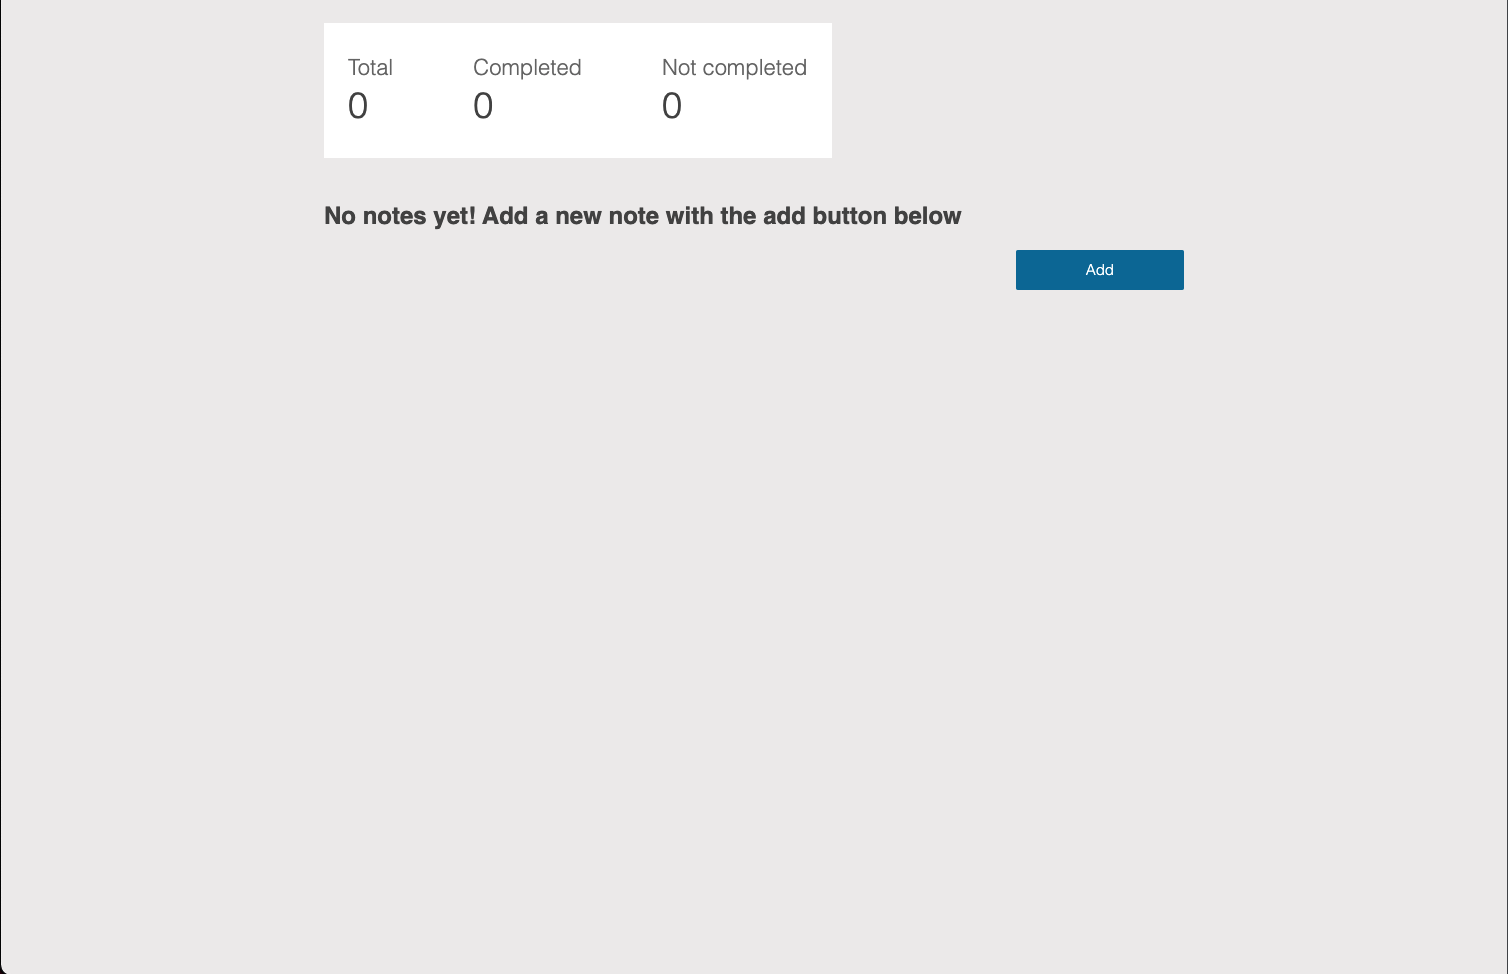 Total Completed Not completed
0 0 0
No notes yet! Add a new note with the add button below
Add